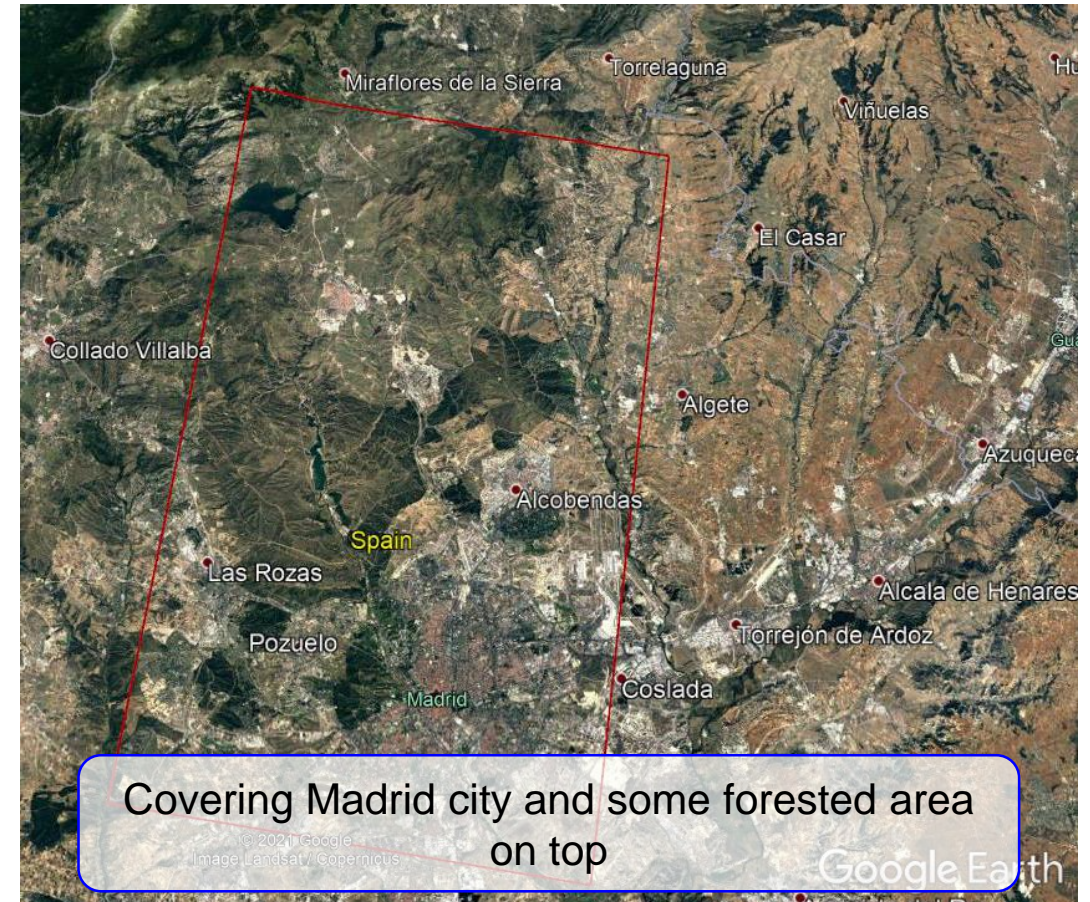 Miraflores de la Sierra
Torrelaguna
Hu
Viñuelas
El Casar
Collado Villalba
Gua
Algete
Azuqueca
Alcobendas
Spain
Las Rozas
Alcala de Henares
Pozuelo
Torrejón de Ardoz
Coslada
Madrid
Covering Madrid city and some forested area
on top
© 2021 Google
Image Landsat / Copernicus
Google Earth